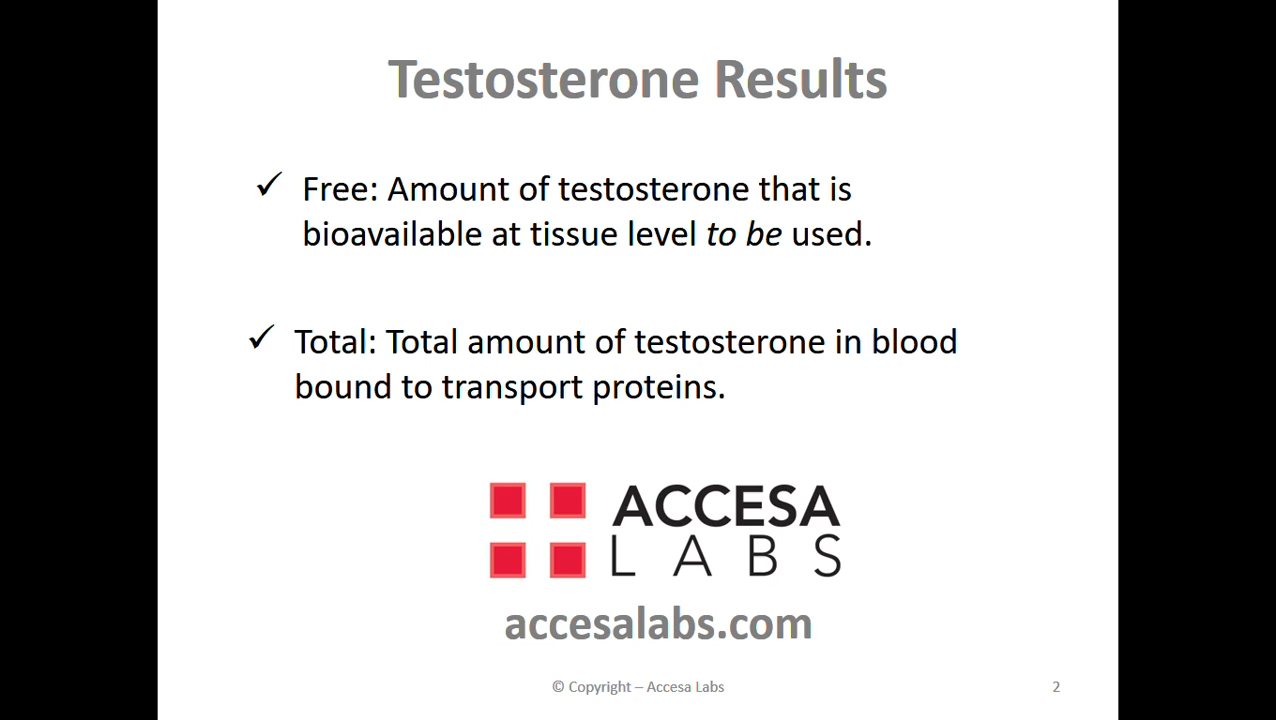 Testosterone Results
✓ Free: Amount of testosterone that is
bioavailable at tissue level to be used.
✓ Total: Total amount of testosterone in blood
bound to transport proteins.
ACCESA
LABS
accesalabs.com
© Copyright – Accesa Labs
2